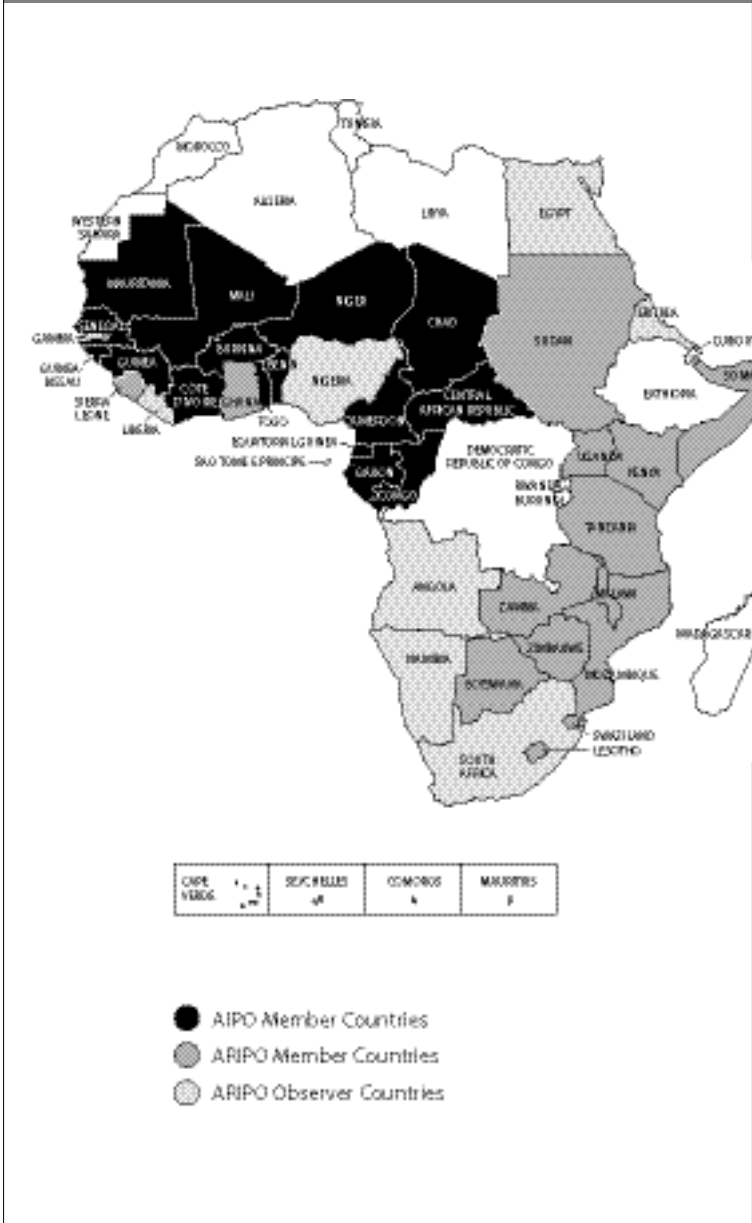 TUNISIA
MOROCCO
ALGERIA
LIBYA
EGYPT
WESTERN
SAHARA
MAURITANIA
MALI
NIGER
CHAD
SUDAN
ERITREA
SENEGAL
GAMBIA
GUINEA
BISSAU
GUINEA
BURKINA
BENIN
NIGERIA
SIERRA
LEONE
COTE
D'IVOIRE
GHANA
LIBERIA
TOGO
CENTRAL
AFRICAN REPUBLIC
CAMEROON
ETHIOPIA
EQUATORIAL GUINEA
SAO TOME E PRINCIPE
GABON
CONGO
DEMOCRATIC
REPUBLIC OF CONGO
UGANDA
KENYA
RWANDA
BURUNDI
TANZANIA
ANGOLA
ZAMBIA
MALAWI
MADAGASCAR
NAMIBIA
ZIMBABWE
BOTSWANA
MOZAMBIQUE
SWAZILAND
LESOTHO
SOUTH
AFRICA
CAPE
VERDE
SEYCHELLES
COMOROS
MAURITIUS
AIPO Member Countries
ARIPO Member Countries
ARIPO Observer Countries